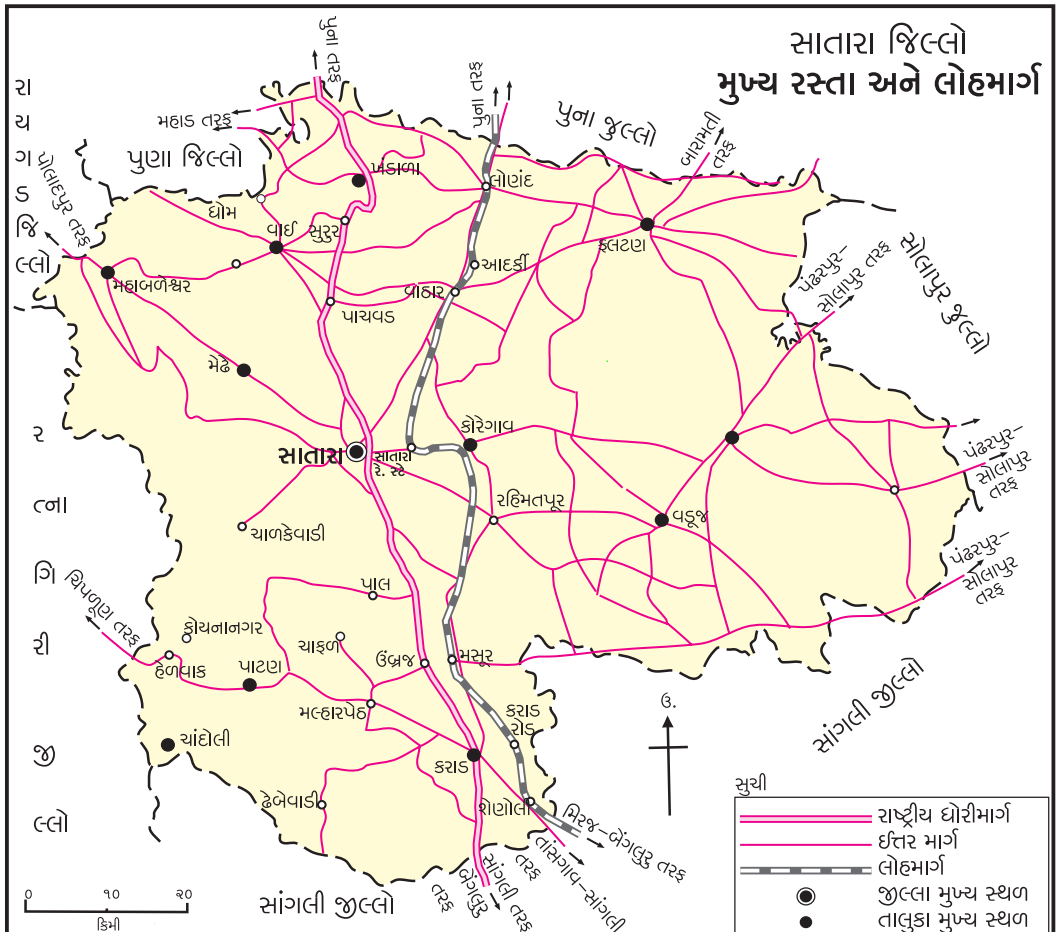 સાતારા જિલ્લો
મુખ્ય રસ્તા અને લોહમાર્ગ
પુના તરફ
પુના તરફ
મહાડ તરફ
પુણા જિલ્લો
પુના જુલ્લો
બારામતી
તરફ
રા
ય
ગ
ડ
જિ
લ્લો
પોલાદપુર તરફ
ખંડાળા
લોણંદ
ધોમ
વાઈ
સુરુર
ફલટણ
મહાબળેશ્વર
આદર્કી
વાઠાર
પાચવડ
પંઢરપુર–
સોલાપુર તરફ
સોલાપુર જુલ્લો
મેઢે
કોરેગાવ
સાતારા
સાતારા
રે. સ્ટે
પંઢરપુર–
સોલાપુર
તરફ
રહિમતપૂર
વડૂજ
ચાળકેવાડી
ર
ત્ના
ગિ
રી
જી
લ્લો
પંઢરપુર–
સોલાપુર
તરફ
પાલ
ચિપળૂણ તરફ
કોયનાનગર
ચાફળ
હેળવાક
પાટણ
ઉંબ્રજ
મસૂર
મલ્હારપેઠ
કરાડ
રોડ
ચાંદોલી
કરાડ
ઢેબેવાડી
શેણોલી
ઉ.
સાંગલી જીલ્લો
મિરજ–બેંગલુરુ તરફ
તાસગાવ–સાંગલી
તરફ
સાંગલી તરફ
બેંગલુરુ
તરફ
સાંગલી જીલ્લો
૦ ૧૦ ૨૦
કિમી
સુચી
રાષ્ટ્રીય ધોરીમાર્ગ
ઈત્તર માર્ગ
લોહમાર્ગ
જીલ્લા મુખ્ય સ્થળ
તાલુકા મુખ્ય સ્થળ